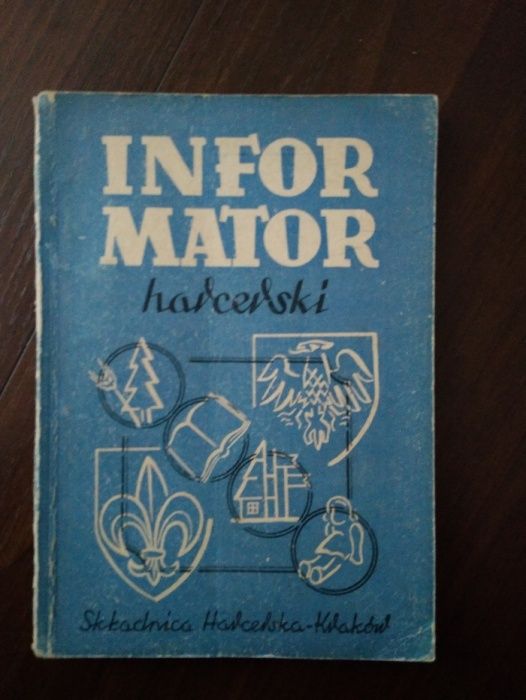 INFOR
MATOR
harcerski
Składnica Harcerska-Kraków